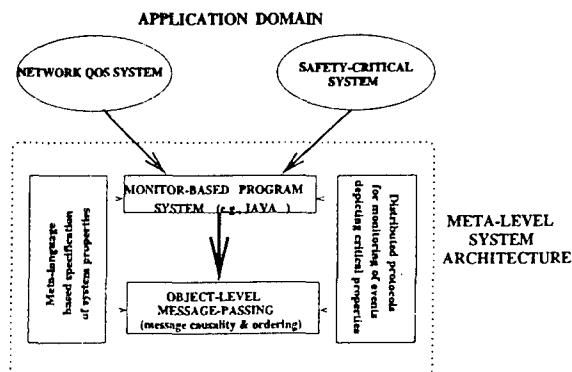 APPLICATION DOMAIN
NETWORK QOS SYSTEM
SAFETY-CRITICAL
SYSTEM
MONITOR-BASED PROGRAM
SYSTEM (e.g., JAVA )
Meta-language
based specification
of system properties
Distributed protocols
for monitoring of events
depicting critical properties
META-LEVEL
SYSTEM
ARCHITECTURE
OBJECT-LEVEL
MESSAGE-PASSING
(message causality & ordering)